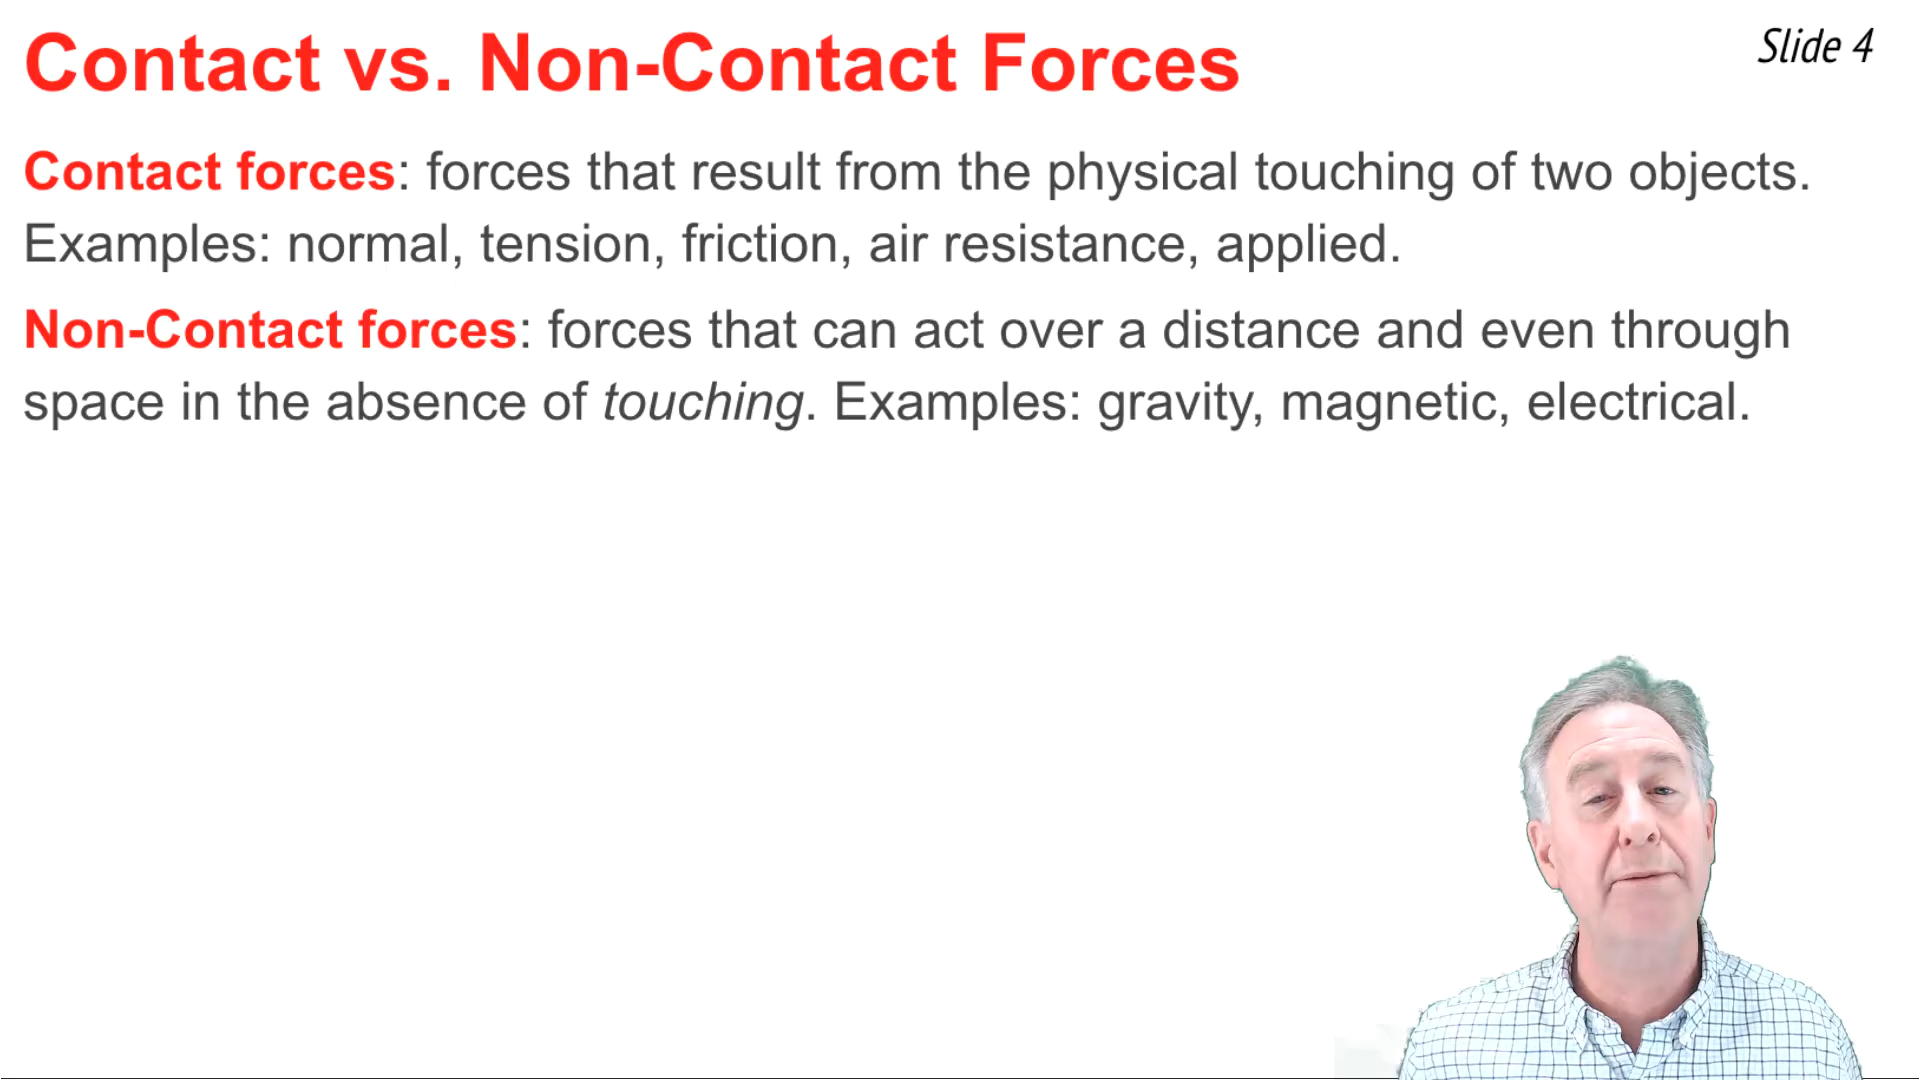 Contact vs. Non-Contact Forces
Slide 4
Contact forces: forces that result from the physical touching of two objects.
Examples: normal, tension, friction, air resistance, applied.
Non-Contact forces: forces that can act over a distance and even through
space in the absence of touching. Examples: gravity, magnetic, electrical.